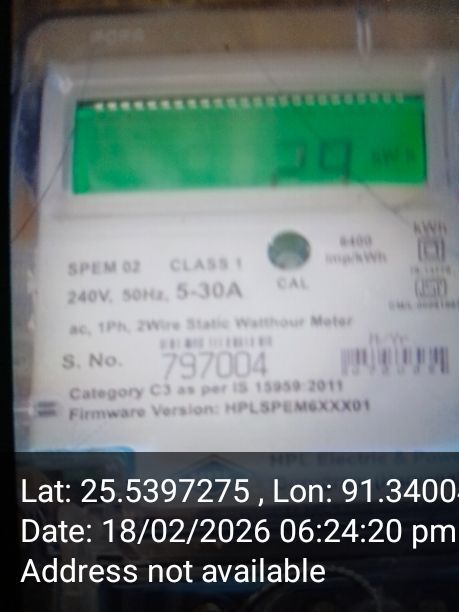 29 kWh
kWh
6400
imp/kWh
SPEM 02 CLASS 1
CAL
240V, 50Hz, 5-30A
ac, 1Ph, 2Wire Static Watthour Meter
S. No. 797004
Category C3 as per IS 15959:2011
Firmware Version: HPLSPEM6XXX01
HPL Electric &
Lat: 25.5397275 , Lon: 91.3400
Date: 18/02/2026 06:24:20 pm
Address not available